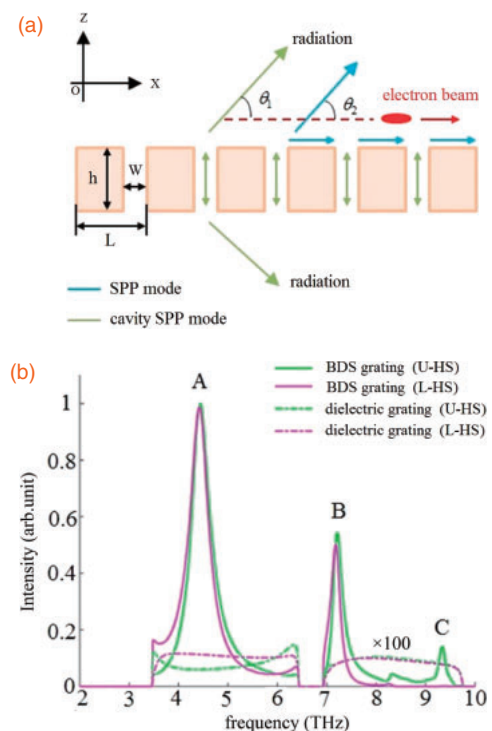 (a)
Z
O
X
radiation
θ1
θ2
electron beam
h
W
L
radiation
SPP mode
cavity SPP mode
(b)
BDS grating (U-HS)
BDS grating (L-HS)
dielectric grating (U-HS)
dielectric grating (L-HS)
A
B
C
×100
Intensity (arb.unit)
1
0.8
0.6
0.4
0.2
0
2 3 4 5 6 7 8 9 10
frequency (THz)